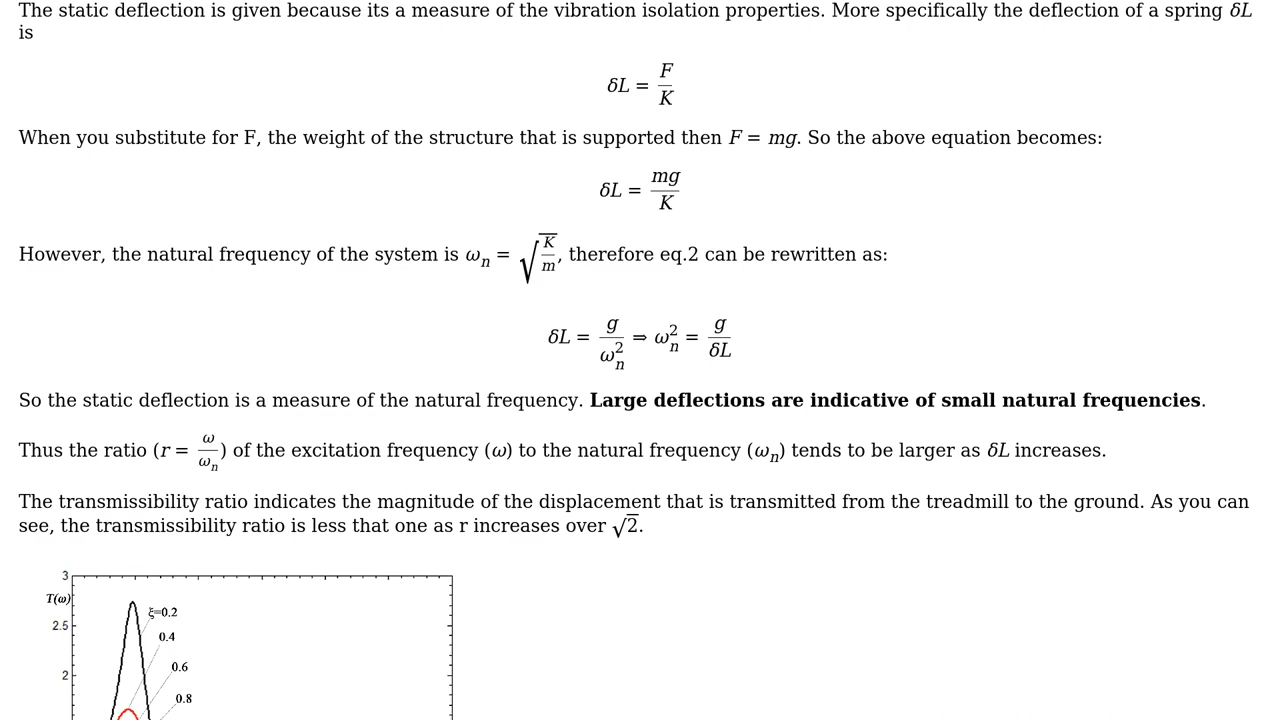 The static deflection is given because its a measure of the vibration isolation properties. More specifically the deflection of a spring δL
is
δL = F/K
When you substitute for F, the weight of the structure that is supported then F = mg. So the above equation becomes:
δL = mg/K
However, the natural frequency of the system is ωₙ = √(K/m), therefore eq.2 can be rewritten as:
δL = g/ωₙ² ⇒ ωₙ² = g/δL
So the static deflection is a measure of the natural frequency. Large deflections are indicative of small natural frequencies.
Thus the ratio (r = ω/ωₙ) of the excitation frequency (ω) to the natural frequency (ωₙ) tends to be larger as δL increases.
The transmissibility ratio indicates the magnitude of the displacement that is transmitted from the treadmill to the ground. As you can
see, the transmissibility ratio is less that one as r increases over √2.
3
T(ω)
ξ=0.2
2.5
0.4
0.6
2
0.8